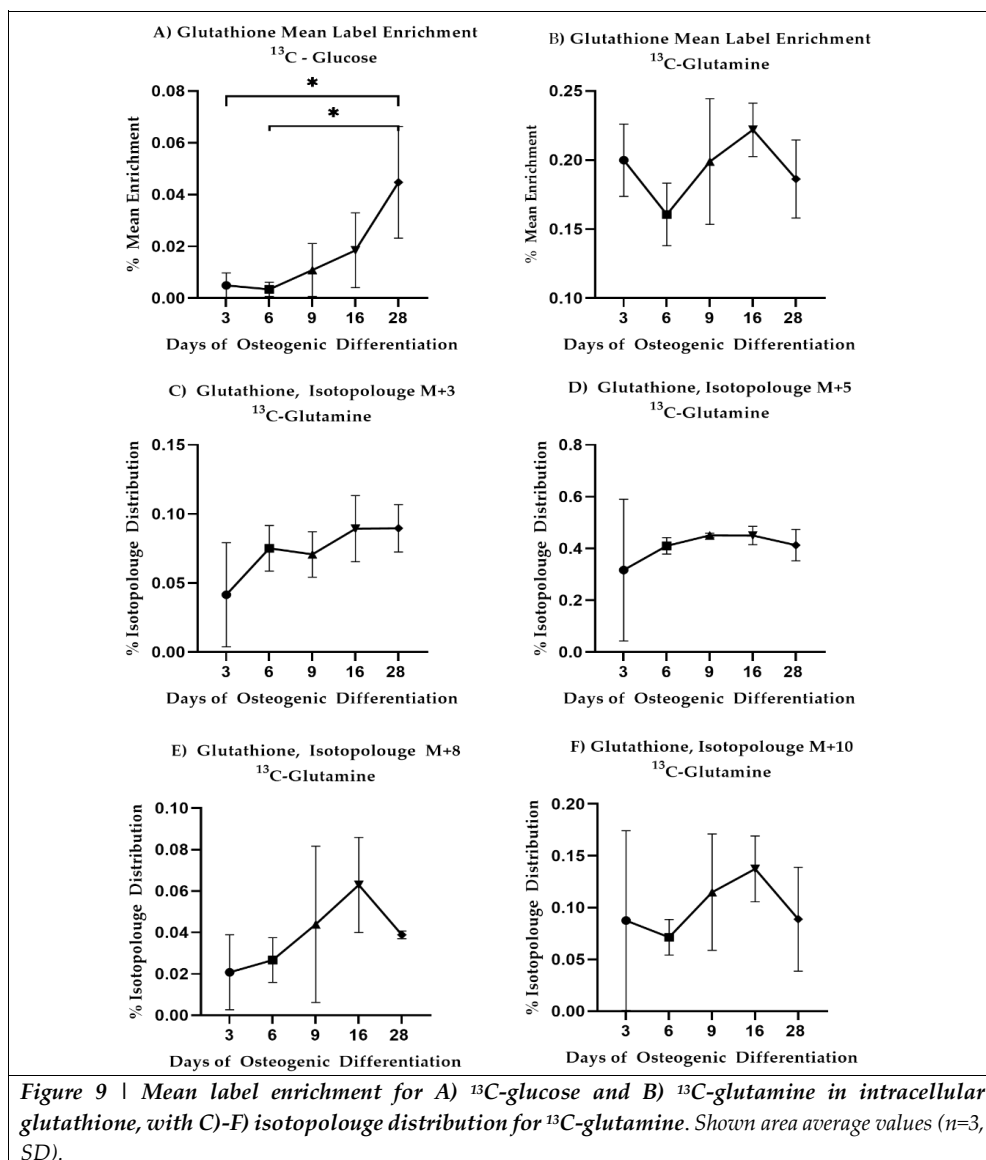 A) Glutathione Mean Label Enrichment
¹³C - Glucose
% Mean Enrichment
0.08
0.06
0.04
0.02
0.00
*
*
3 6 9 16 28
Days of Osteogenic Differentiation
B) Glutathione Mean Label Enrichment
¹³C-Glutamine
% Mean Enrichment
0.25
0.20
0.15
0.10
3 6 9 16 28
Days of Osteogenic Differentiation
C) Glutathione, Isotopolouge M+3
¹³C-Glutamine
% Isotopolouge Distribution
0.15
0.10
0.05
0.00
3 6 9 16 28
Days of Osteogenic Differentiation
D) Glutathione, Isotopolouge M+5
¹³C-Glutamine
% Isotopolouge Distribution
0.8
0.6
0.4
0.2
0.0
3 6 9 16 28
Days of Osteogenic Differentiation
E) Glutathione, Isotopolouge M+8
¹³C-Glutamine
% Isotopolouge Distribution
0.10
0.08
0.06
0.04
0.02
0.00
3 6 9 16 28
Days of Osteogenic Differentiation
F) Glutathione, Isotopolouge M+10
¹³C-Glutamine
% Isotopolouge Distribution
0.20
0.15
0.10
0.05
0.00
3 6 9 16 28
Days of Osteogenic Differentiation
Figure 9 | Mean label enrichment for A) ¹³C-glucose and B) ¹³C-glutamine in intracellular
glutathione, with C)-F) isotopolouge distribution for ¹³C-glutamine. Shown area average values (n=3,
SD).